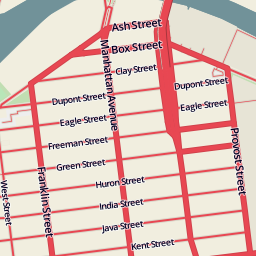 Ash Street
Box Street
Manhattan Avenue
Clay Street
Dupont Street
Dupont Street
Eagle Street
Eagle Street
Freeman Street
Provost Street
Green Street
Franklin Street
West Street
Huron Street
India Street
Java Street
Kent Street